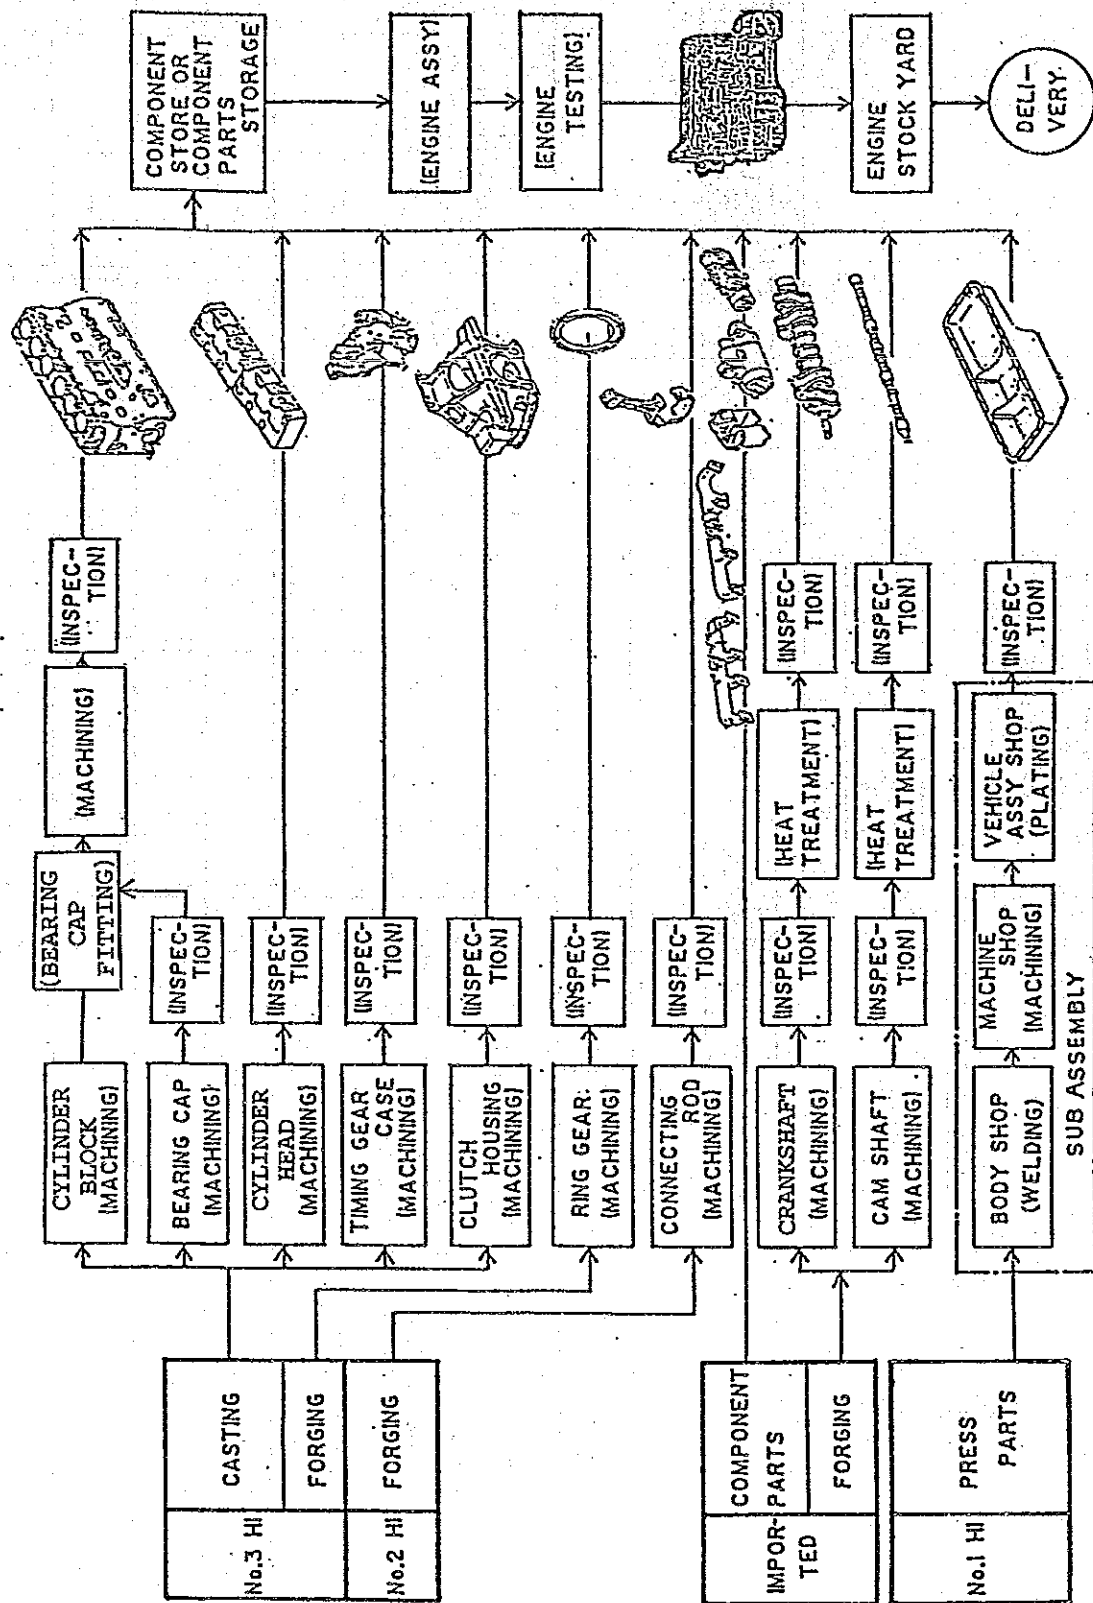 No.3 HI
CASTING
FORGING
No.2 HI
FORGING
IMPOR-
TED
COMPONENT
PARTS
FORGING
No.1 HI
PRESS
PARTS
CYLINDER
BLOCK
(MACHINING)
(BEARING
CAP
FITTING)
(MACHINING)
(INSPEC-
TION)
BEARING CAP
(MACHINING)
(INSPEC-
TION)
CYLINDER
HEAD
(MACHINING)
(INSPEC-
TION)
TIMING GEAR
CASE
(MACHINING)
(INSPEC-
TION)
CLUTCH
HOUSING
(MACHINING)
(INSPEC-
TION)
RING GEAR.
(MACHINING)
(INSPEC-
TION)
CONNECTING
ROD
(MACHINING)
(INSPEC-
TION)
CRANKSHAFT
(MACHINING)
(INSPEC-
TION)
(HEAT
TREATMENT)
(INSPEC-
TION)
CAM SHAFT
(MACHINING)
(INSPEC-
TION)
(HEAT
TREATMENT)
(INSPEC-
TION)
BODY SHOP
(WELDING)
MACHINE
SHOP
(MACHINING)
VEHICLE
ASSY SHOP
(PLATING)
(INSPEC-
TION)
SUB ASSEMBLY
COMPONENT
STORE OR
COMPONENT
PARTS
STORAGE
(ENGINE ASSY)
(ENGINE
TESTING)
ENGINE
STOCK YARD
DELI-
VERY.